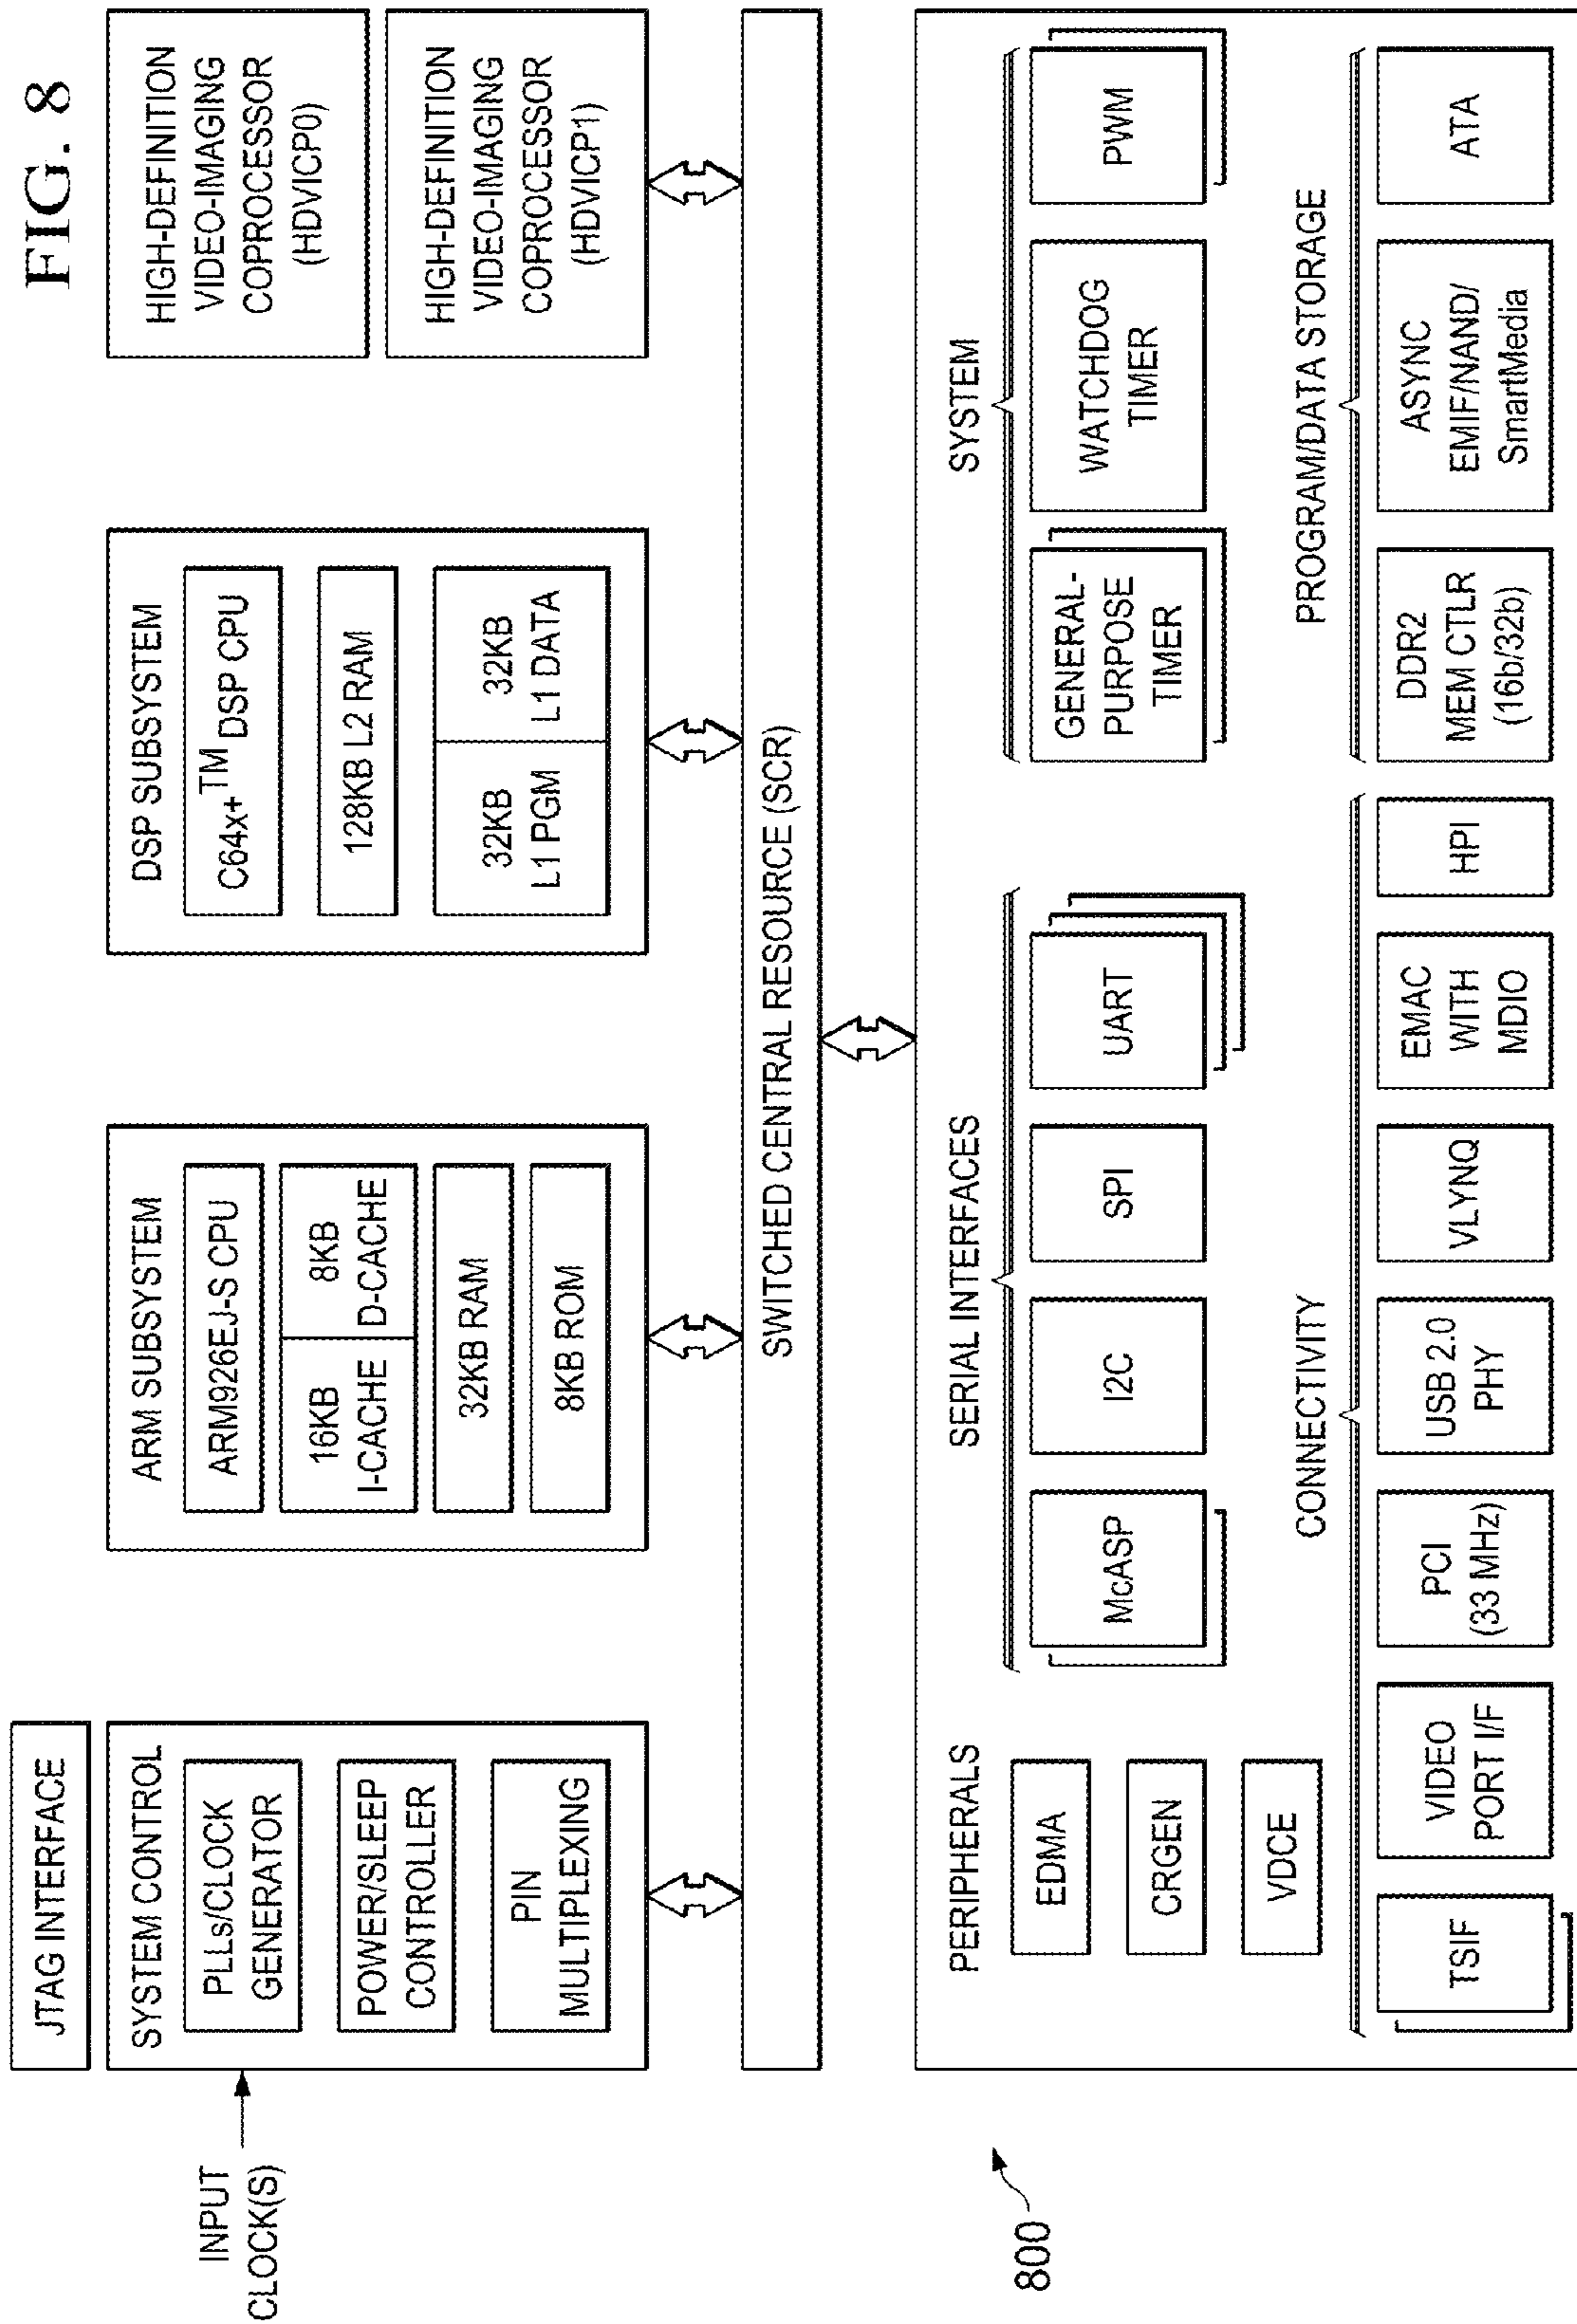 FIG. 8
JTAG INTERFACE
INPUT
CLOCK(S)
SYSTEM CONTROL
PLLs/CLOCK
GENERATOR
POWER/SLEEP
CONTROLLER
PIN
MULTIPLEXING
ARM SUBSYSTEM
ARM926EJ-S CPU
16KB
I-CACHE
8KB
D-CACHE
32KB RAM
8KB ROM
DSP SUBSYSTEM
C64x+TM DSP CPU
128KB L2 RAM
32KB
L1 PGM
32KB
L1 DATA
HIGH-DEFINITION
VIDEO-IMAGING
COPROCESSOR
(HDVICP0)
HIGH-DEFINITION
VIDEO-IMAGING
COPROCESSOR
(HDVICP1)
SWITCHED CENTRAL RESOURCE (SCR)
800
PERIPHERALS
EDMA
CRGEN
VDCE
SERIAL INTERFACES
McASP
I2C
SPI
UART
SYSTEM
GENERAL-
PURPOSE
TIMER
WATCHDOG
TIMER
PWM
CONNECTIVITY
TSIF
VIDEO
PORT I/F
PCI
(33 MHz)
USB 2.0
PHY
VLYNQ
EMAC
WITH
MDIO
HPI
PROGRAM/DATA STORAGE
DDR2
MEM CTLR
(16b/32b)
ASYNC
EMIF/NAND/
SmartMedia
ATA